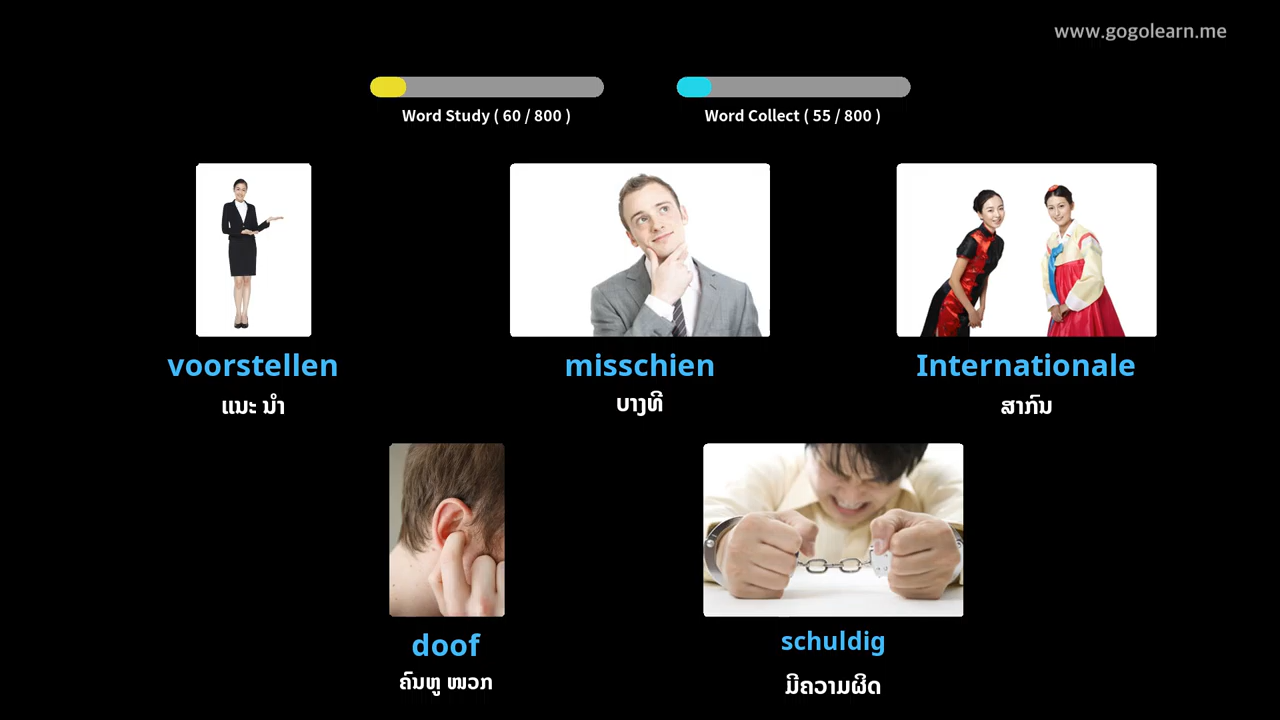 www.gogolearn.me
Word Study ( 60 / 800 )
Word Collect ( 55 / 800 )
voorstellen
ແນະ ນຳ
misschien
ບາງທີ
Internationale
ສາກົນ
doof
ຄົນຫູ ໜວກ
schuldig
ມີຄວາມຜິດ